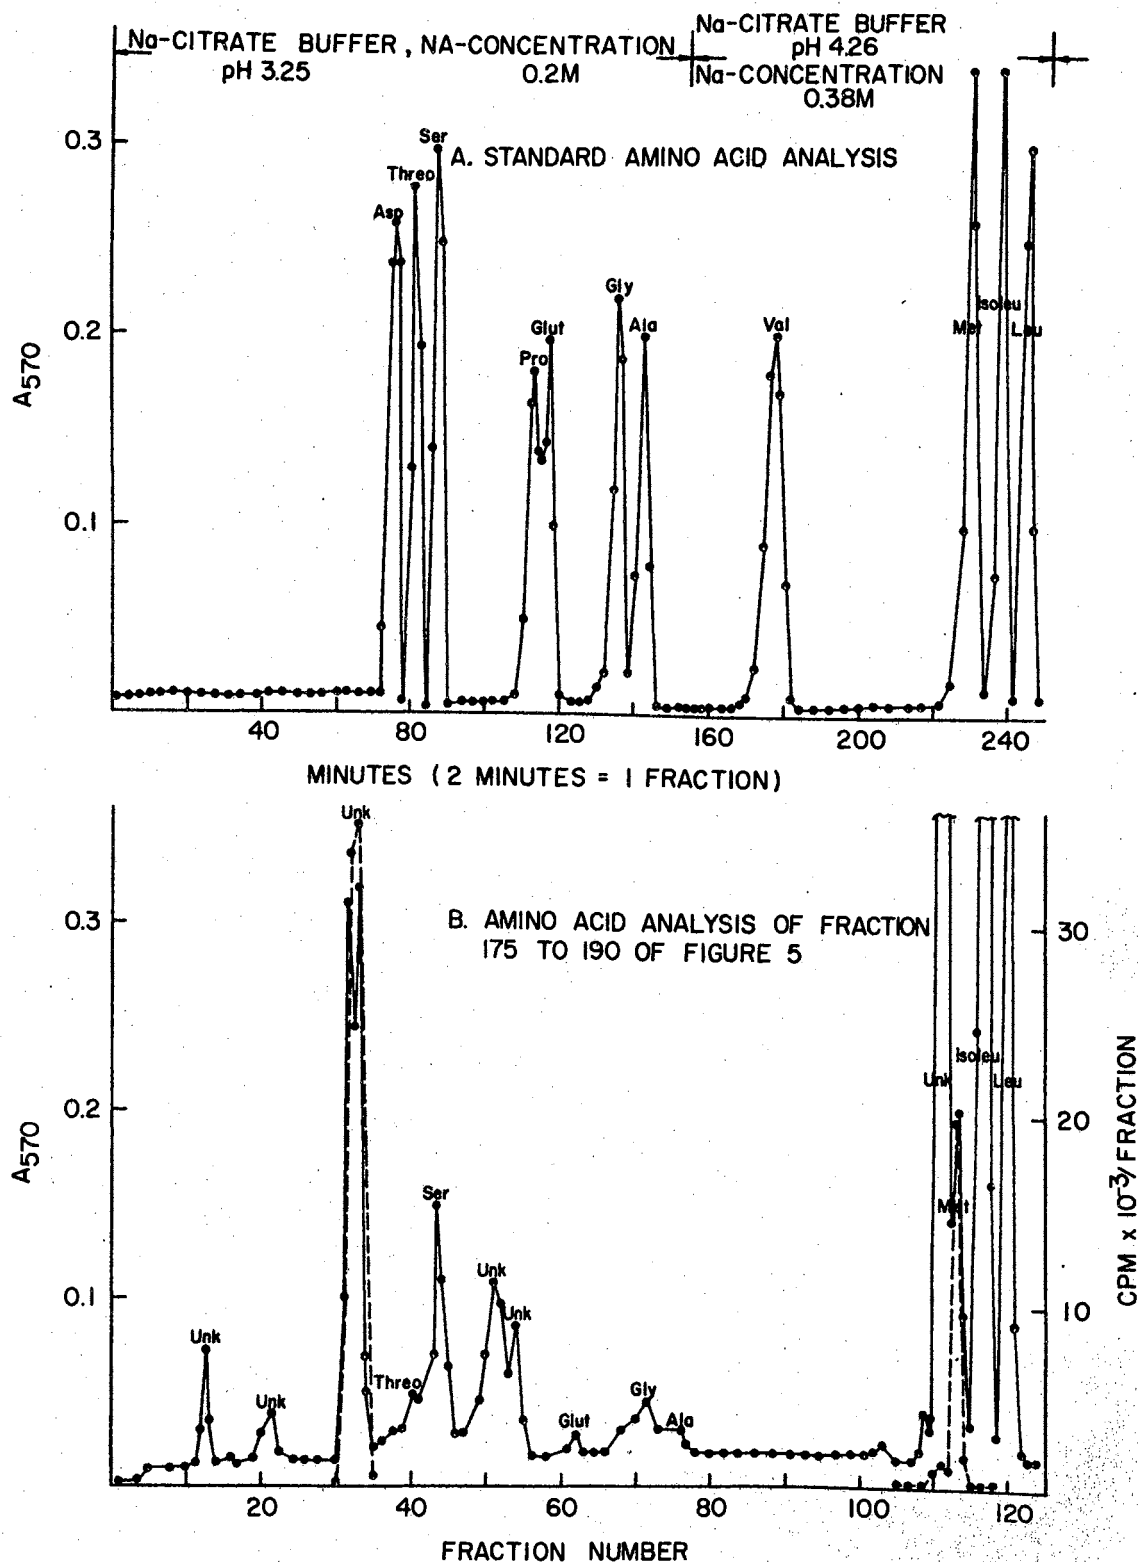 Na-CITRATE BUFFER, NA-CONCENTRATION
pH 3.25 0.2M
Na-CITRATE BUFFER
pH 4.26
Na-CONCENTRATION
0.38M
A. STANDARD AMINO ACID ANALYSIS
A570
0.3
0.2
0.1
Asp
Threo
Ser
Pro
Glut
Gly
Ala
Val
Met
Isoleu
Leu
40 80 120 160 200 240
MINUTES (2 MINUTES = 1 FRACTION)
B. AMINO ACID ANALYSIS OF FRACTION
175 TO 190 OF FIGURE 5
A570
0.3
0.2
0.1
Unk
Unk
Unk
Threo
Ser
Unk
Unk
Glut
Gly
Ala
Unk
Met
Isoleu
Leu
30
20
10
CPM x 10-3/FRACTION
20 40 60 80 100 120
FRACTION NUMBER